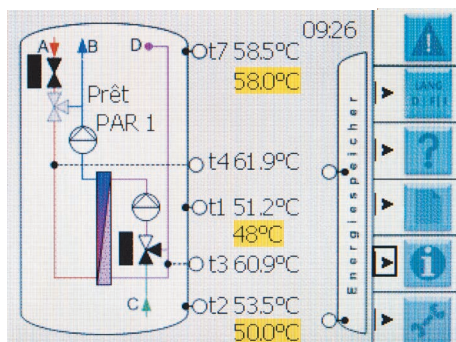 09:26
A B D t7 58.5°C
58.0°C
Prêt
PAR 1
t4 61.9°C
t1 51.2°C
48°C
t3 60.9°C
C t2 53.5°C
50.0°C
Energiespeicher
LANG
D F I
?
i